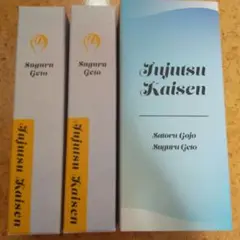 Suguru
Geto
Jujutsu Kaisen
Suguru
Geto
Jujutsu Kaisen
Jujutsu
Kaisen
Satoru Gojo
Suguru Geto